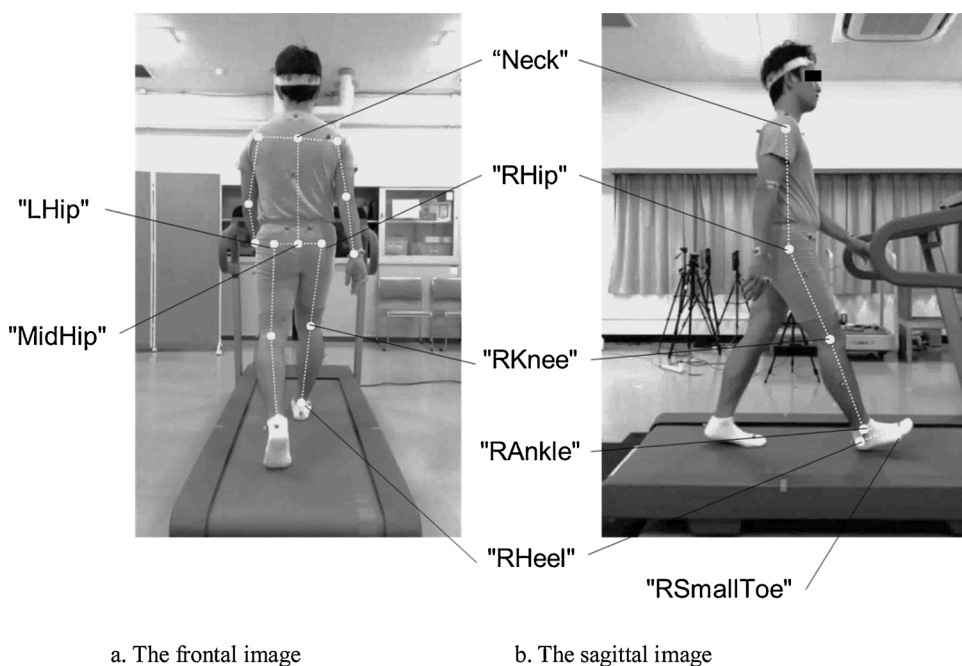 “Neck"
"RHip"
"LHip"
"MidHip"
"RKnee"
"RAnkle"
"RHeel"
"RSmallToe"
a. The frontal image
b. The sagittal image